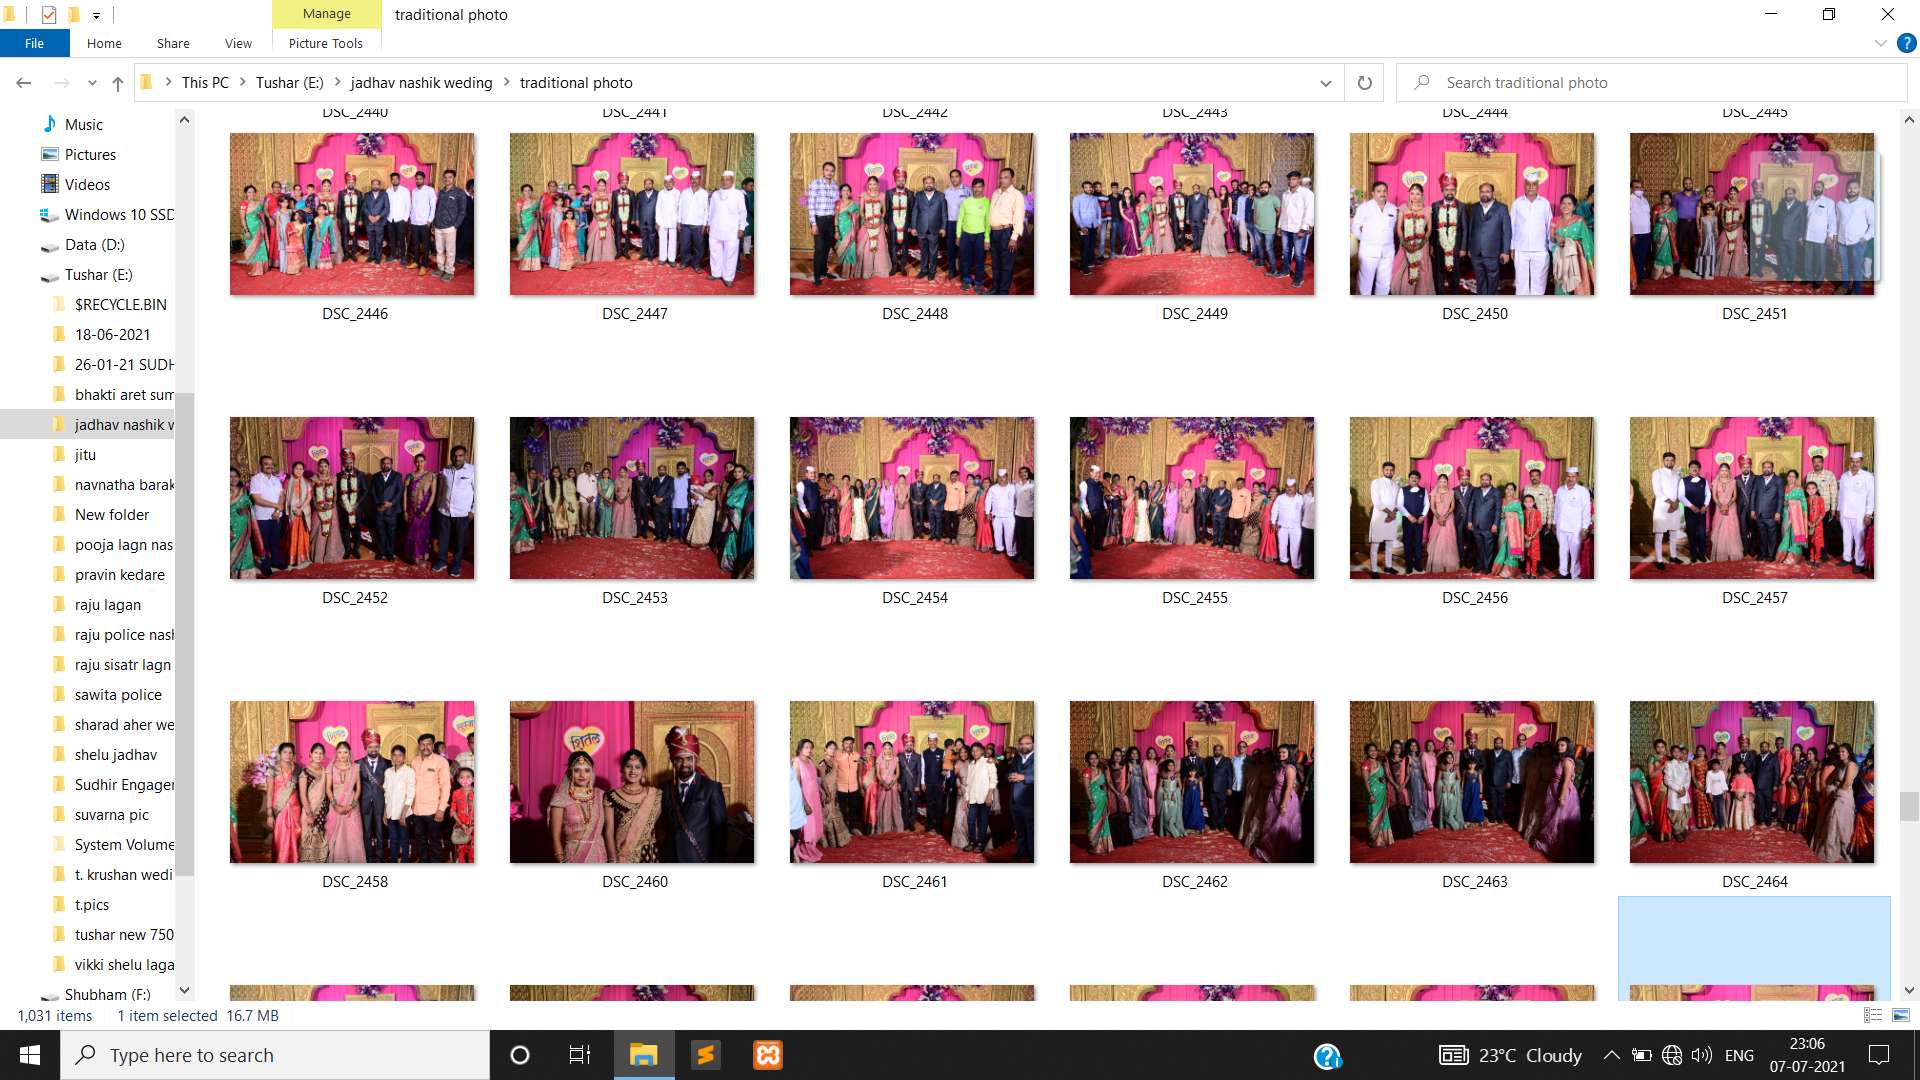 Manage
traditional photo
File
Home
Share
View
Picture Tools
This PC
Tushar (E:)
jadhav nashik weding
traditional photo
Search traditional photo
Music
Pictures
Videos
Windows 10 SSD
Data (D:)
Tushar (E:)
$RECYCLE.BIN
18-06-2021
26-01-21 SUDH
bhakti aret sum
jadhav nashik w
jitu
navnatha barak
New folder
pooja lagn nas
pravin kedare
raju lagan
raju police nash
raju sisatr lagn
sawita police
sharad aher we
shelu jadhav
Sudhir Engager
suvarna pic
System Volume
t. krushan wedi
t.pics
tushar new 750
vikki shelu laga
Shubham (F:)
DSC_2440 DSC_2441 DSC_2442 DSC_2443 DSC_2444 DSC_2445
DSC_2446 DSC_2447 DSC_2448 DSC_2449 DSC_2450 DSC_2451
DSC_2452 DSC_2453 DSC_2454 DSC_2455 DSC_2456 DSC_2457
शितल
DSC_2458 DSC_2460 DSC_2461 DSC_2462 DSC_2463 DSC_2464
1,031 items
1 item selected 16.7 MB
Type here to search
23°C Cloudy
ENG
23:06
07-07-2021